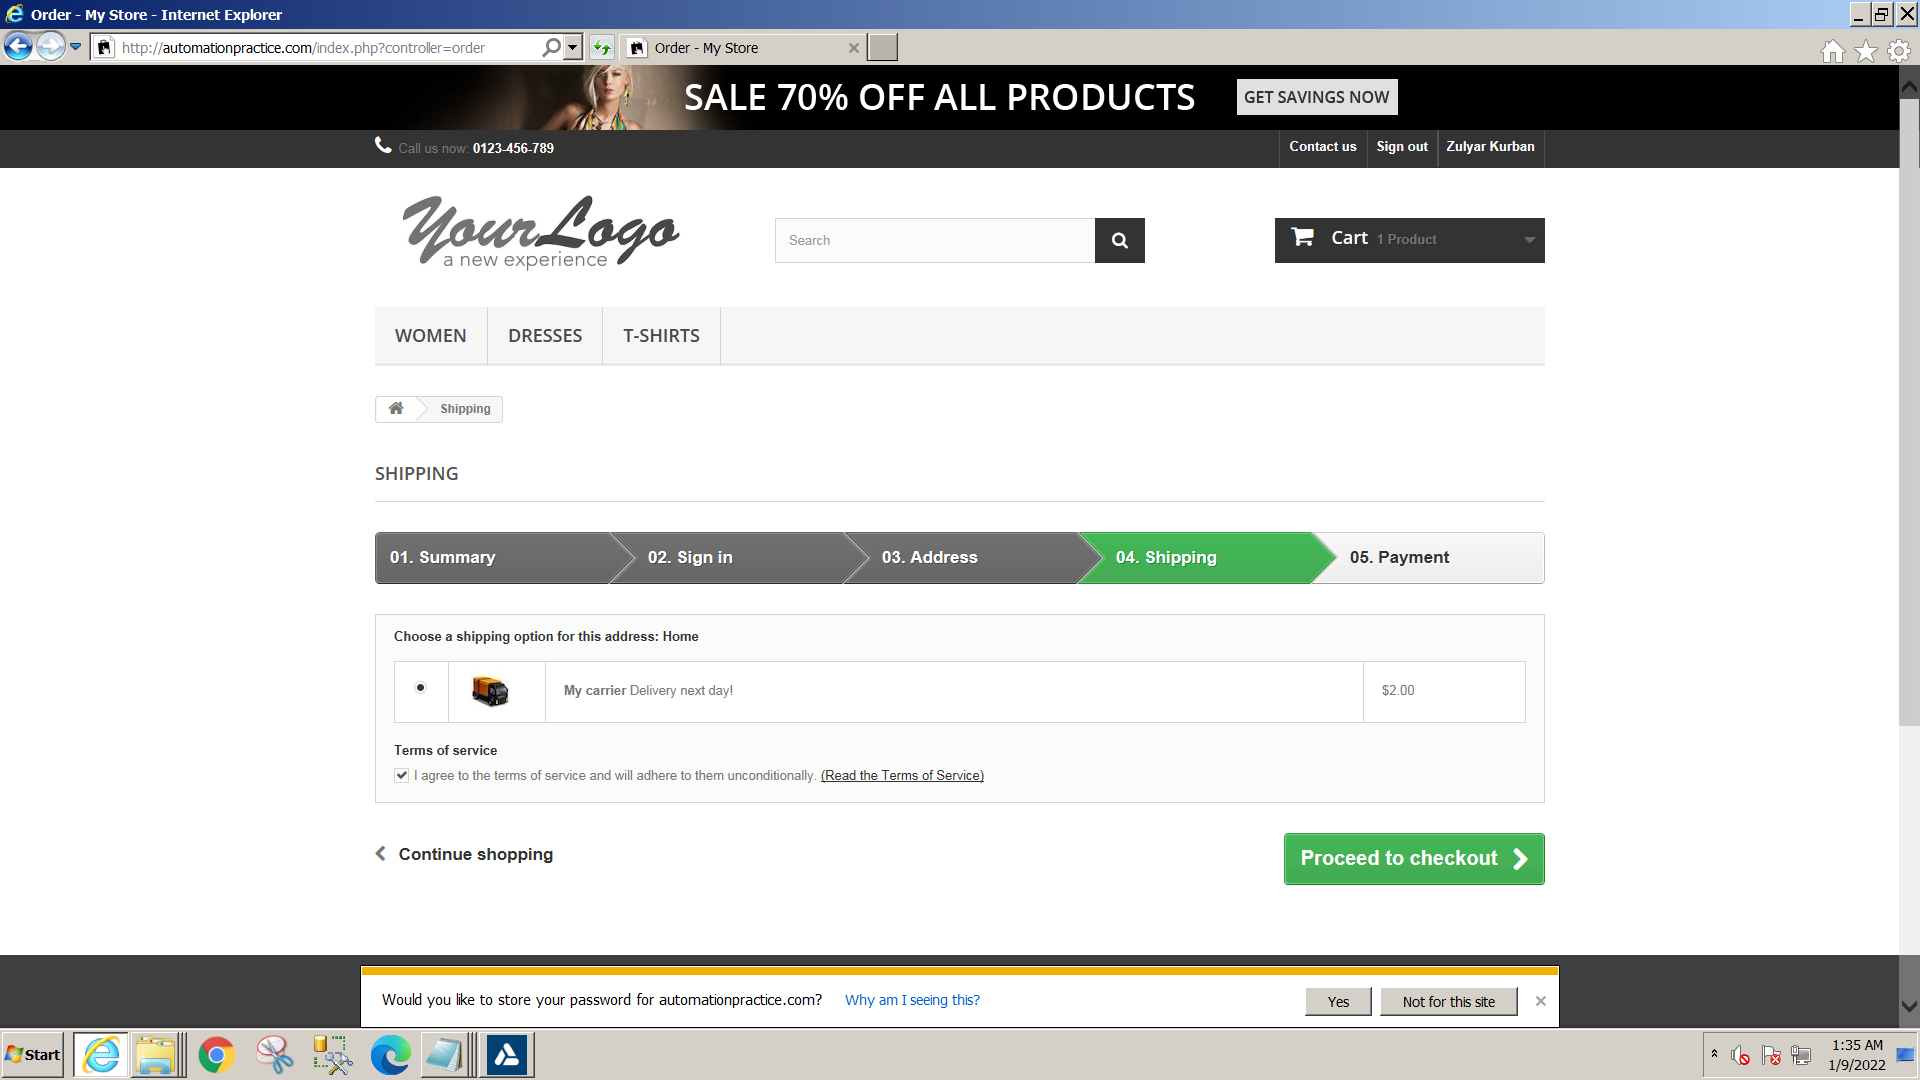 Order - My Store - Internet Explorer
http://automationpractice.com/index.php?controller=order
Order - My Store
SALE 70% OFF ALL PRODUCTS
GET SAVINGS NOW
Call us now: 0123-456-789
Contact us
Sign out
Zulyar Kurban
YourLogo
a new experience
Search
Cart 1 Product
WOMEN
DRESSES
T-SHIRTS
Shipping
SHIPPING
01. Summary
02. Sign in
03. Address
04. Shipping
05. Payment
Choose a shipping option for this address: Home
My carrier Delivery next day!
$2.00
Terms of service
I agree to the terms of service and will adhere to them unconditionally. (Read the Terms of Service)
Continue shopping
Proceed to checkout
Would you like to store your password for automationpractice.com?
Why am I seeing this?
Yes
Not for this site
Start
1:35 AM
1/9/2022